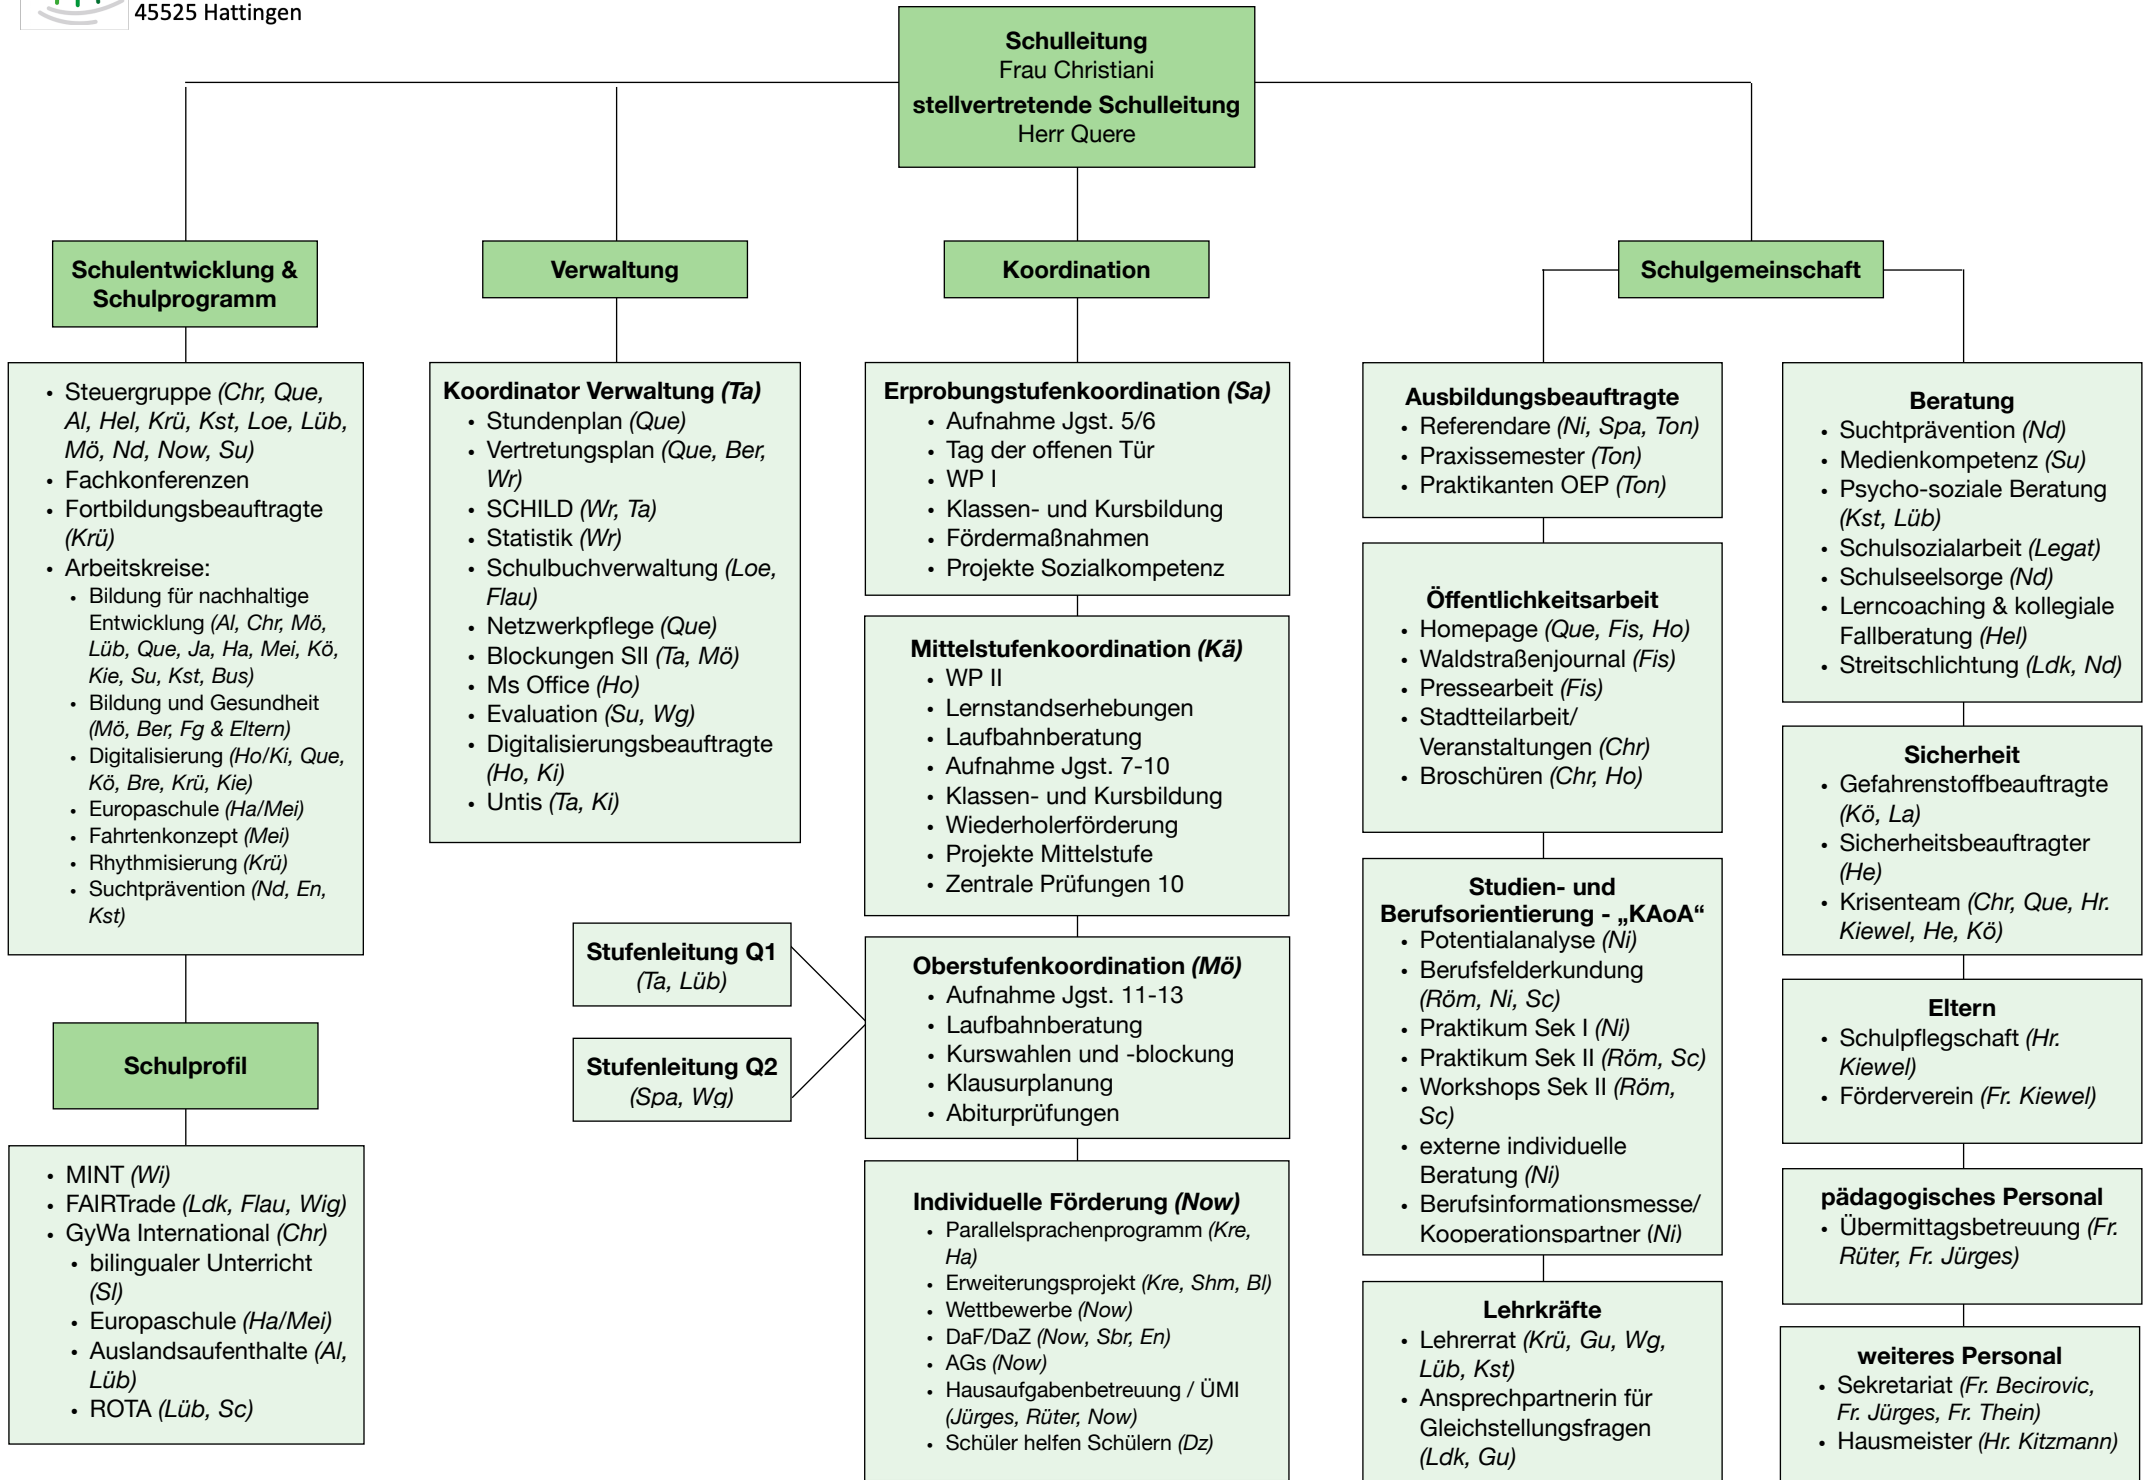 45525 Hattingen
Schulleitung
Frau Christiani
stellvertretende Schulleitung
Herr Quere
Schulentwicklung &
Schulprogramm
• Steuergruppe (Chr, Que,
Al, Hel, Krü, Kst, Loe, Lüb,
Mö, Nd, Now, Su)
• Fachkonferenzen
• Fortbildungsbeauftragte
(Krü)
• Arbeitskreise:
• Bildung für nachhaltige
Entwicklung (Al, Chr, Mö,
Lüb, Que, Ja, Ha, Mei, Kö,
Kie, Su, Kst, Bus)
• Bildung und Gesundheit
(Mö, Ber, Fg & Eltern)
• Digitalisierung (Ho/Ki, Que,
Kö, Bre, Krü, Kie)
• Europaschule (Ha/Mei)
• Fahrtenkonzept (Mei)
• Rhythmisierung (Krü)
• Suchtprävention (Nd, En,
Kst)
Schulprofil
• MINT (Wi)
• FAIRTrade (Ldk, Flau, Wig)
• GyWa International (Chr)
• bilingualer Unterricht
(Sl)
• Europaschule (Ha/Mei)
• Auslandsaufenthalte (Al,
Lüb)
• ROTA (Lüb, Sc)
Verwaltung
Koordinator Verwaltung (Ta)
• Stundenplan (Que)
• Vertretungsplan (Que, Ber,
Wr)
• SCHILD (Wr, Ta)
• Statistik (Wr)
• Schulbuchverwaltung (Loe,
Flau)
• Netzwerkpflege (Que)
• Blockungen SII (Ta, Mö)
• Ms Office (Ho)
• Evaluation (Su, Wg)
• Digitalisierungsbeauftragte
(Ho, Ki)
• Untis (Ta, Ki)
Stufenleitung Q1
(Ta, Lüb)
Stufenleitung Q2
(Spa, Wg)
Koordination
Erprobungstufenkoordination (Sa)
• Aufnahme Jgst. 5/6
• Tag der offenen Tür
• WP I
• Klassen- und Kursbildung
• Fördermaßnahmen
• Projekte Sozialkompetenz
Mittelstufenkoordination (Kä)
• WP II
• Lernstandserhebungen
• Laufbahnberatung
• Aufnahme Jgst. 7-10
• Klassen- und Kursbildung
• Wiederholerförderung
• Projekte Mittelstufe
• Zentrale Prüfungen 10
Oberstufenkoordination (Mö)
• Aufnahme Jgst. 11-13
• Laufbahnberatung
• Kurswahlen und -blockung
• Klausurplanung
• Abiturprüfungen
Individuelle Förderung (Now)
• Parallelsprachenprogramm (Kre,
Ha)
• Erweiterungsprojekt (Kre, Shm, Bl)
• Wettbewerbe (Now)
• DaF/DaZ (Now, Sbr, En)
• AGs (Now)
• Hausaufgabenbetreuung / ÜMI
(Jürges, Rüter, Now)
• Schüler helfen Schülern (Dz)
Schulgemeinschaft
Ausbildungsbeauftragte
• Referendare (Ni, Spa, Ton)
• Praxissemester (Ton)
• Praktikanten OEP (Ton)
Öffentlichkeitsarbeit
• Homepage (Que, Fis, Ho)
• Waldstraßenjournal (Fis)
• Pressearbeit (Fis)
• Stadtteilarbeit/
Veranstaltungen (Chr)
• Broschüren (Chr, Ho)
Studien- und
Berufsorientierung - „KAoA“
• Potentialanalyse (Ni)
• Berufsfelderkundung
(Röm, Ni, Sc)
• Praktikum Sek I (Ni)
• Praktikum Sek II (Röm, Sc)
• Workshops Sek II (Röm,
Sc)
• externe individuelle
Beratung (Ni)
• Berufsinformationsmesse/
Kooperationspartner (Ni)
Lehrkräfte
• Lehrerrat (Krü, Gu, Wg,
Lüb, Kst)
• Ansprechpartnerin für
Gleichstellungsfragen
(Ldk, Gu)
Beratung
• Suchtprävention (Nd)
• Medienkompetenz (Su)
• Psycho-soziale Beratung
(Kst, Lüb)
• Schulsozialarbeit (Legat)
• Schulseelsorge (Nd)
• Lerncoaching & kollegiale
Fallberatung (Hel)
• Streitschlichtung (Ldk, Nd)
Sicherheit
• Gefahrenstoffbeauftragte
(Kö, La)
• Sicherheitsbeauftragter
(He)
• Krisenteam (Chr, Que, Hr.
Kiewel, He, Kö)
Eltern
• Schulpflegschaft (Hr.
Kiewel)
• Förderverein (Fr. Kiewel)
pädagogisches Personal
• Übermittagsbetreuung (Fr.
Rüter, Fr. Jürges)
weiteres Personal
• Sekretariat (Fr. Becirovic,
Fr. Jürges, Fr. Thein)
• Hausmeister (Hr. Kitzmann)